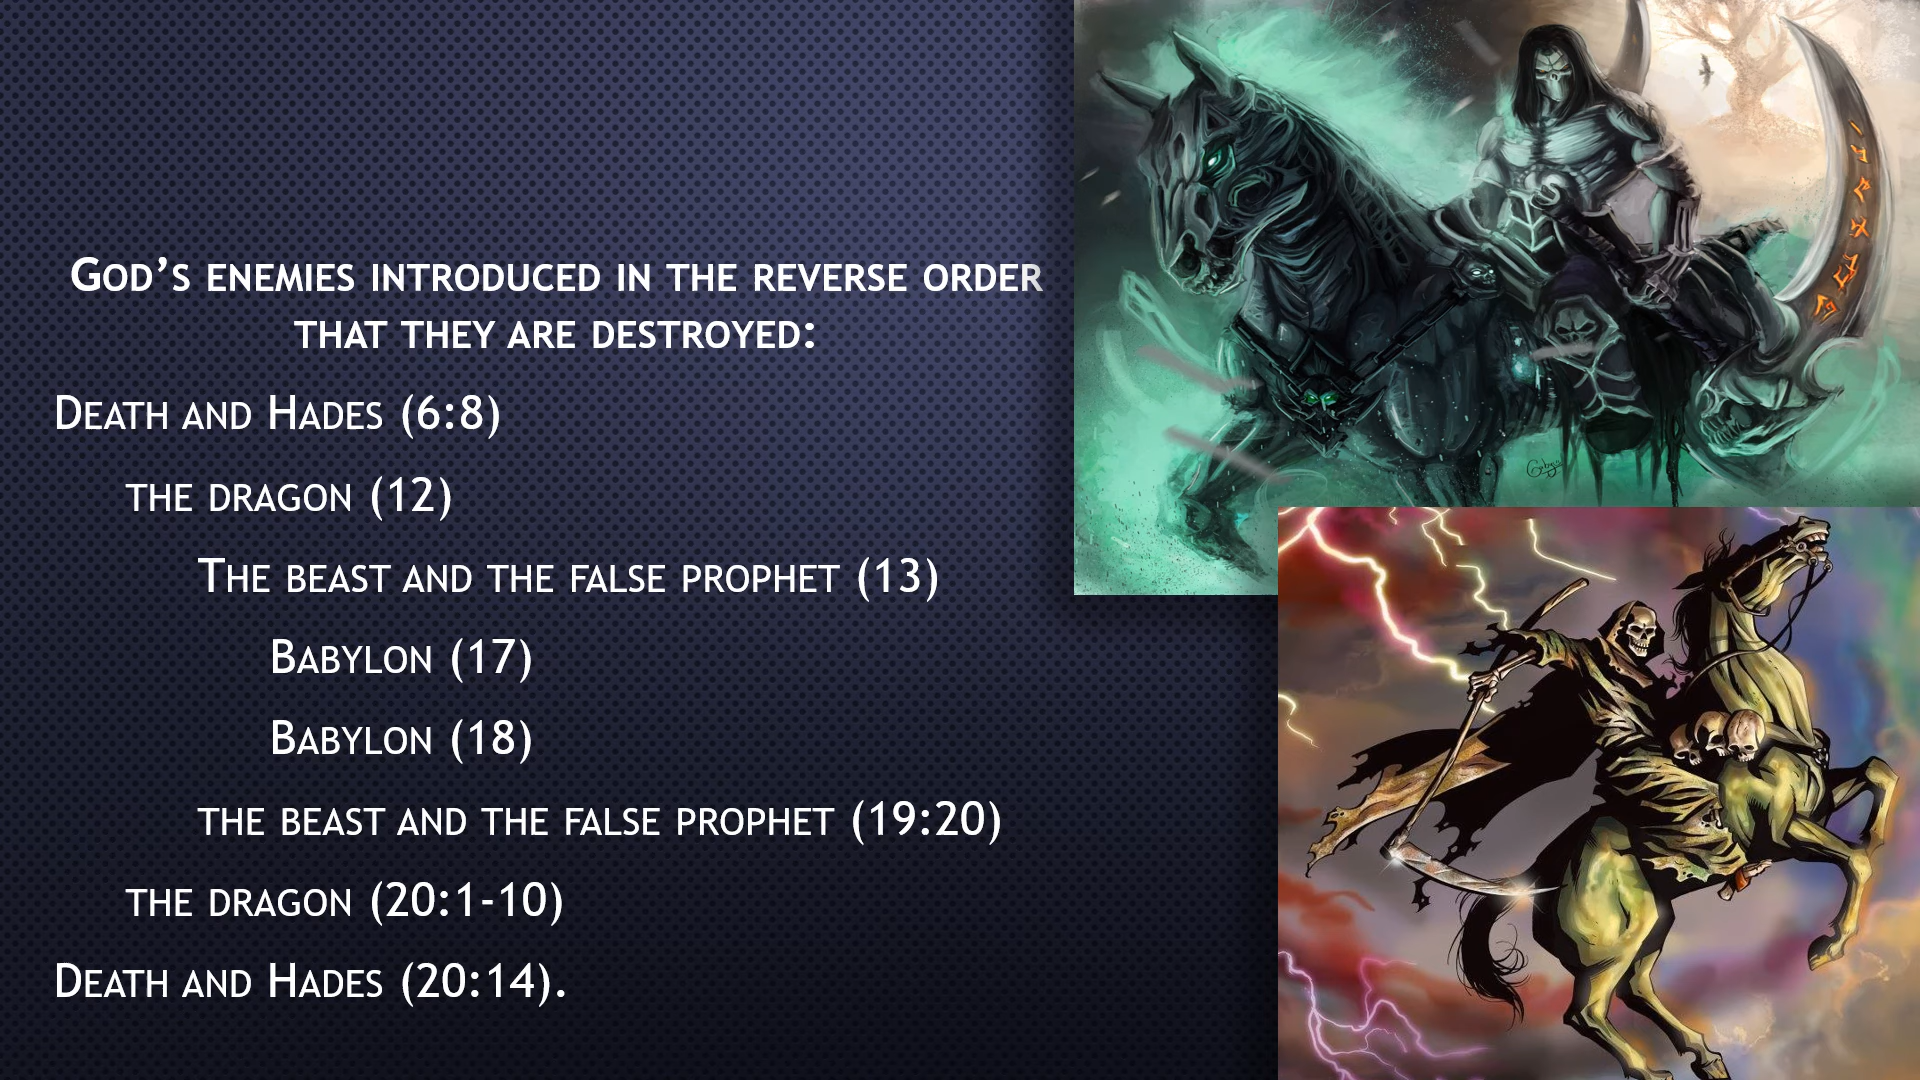 God’s enemies introduced in the reverse order
that they are destroyed:
Death and Hades (6:8)
the dragon (12)
The beast and the false prophet (13)
Babylon (17)
Babylon (18)
the beast and the false prophet (19:20)
the dragon (20:1-10)
Death and Hades (20:14).